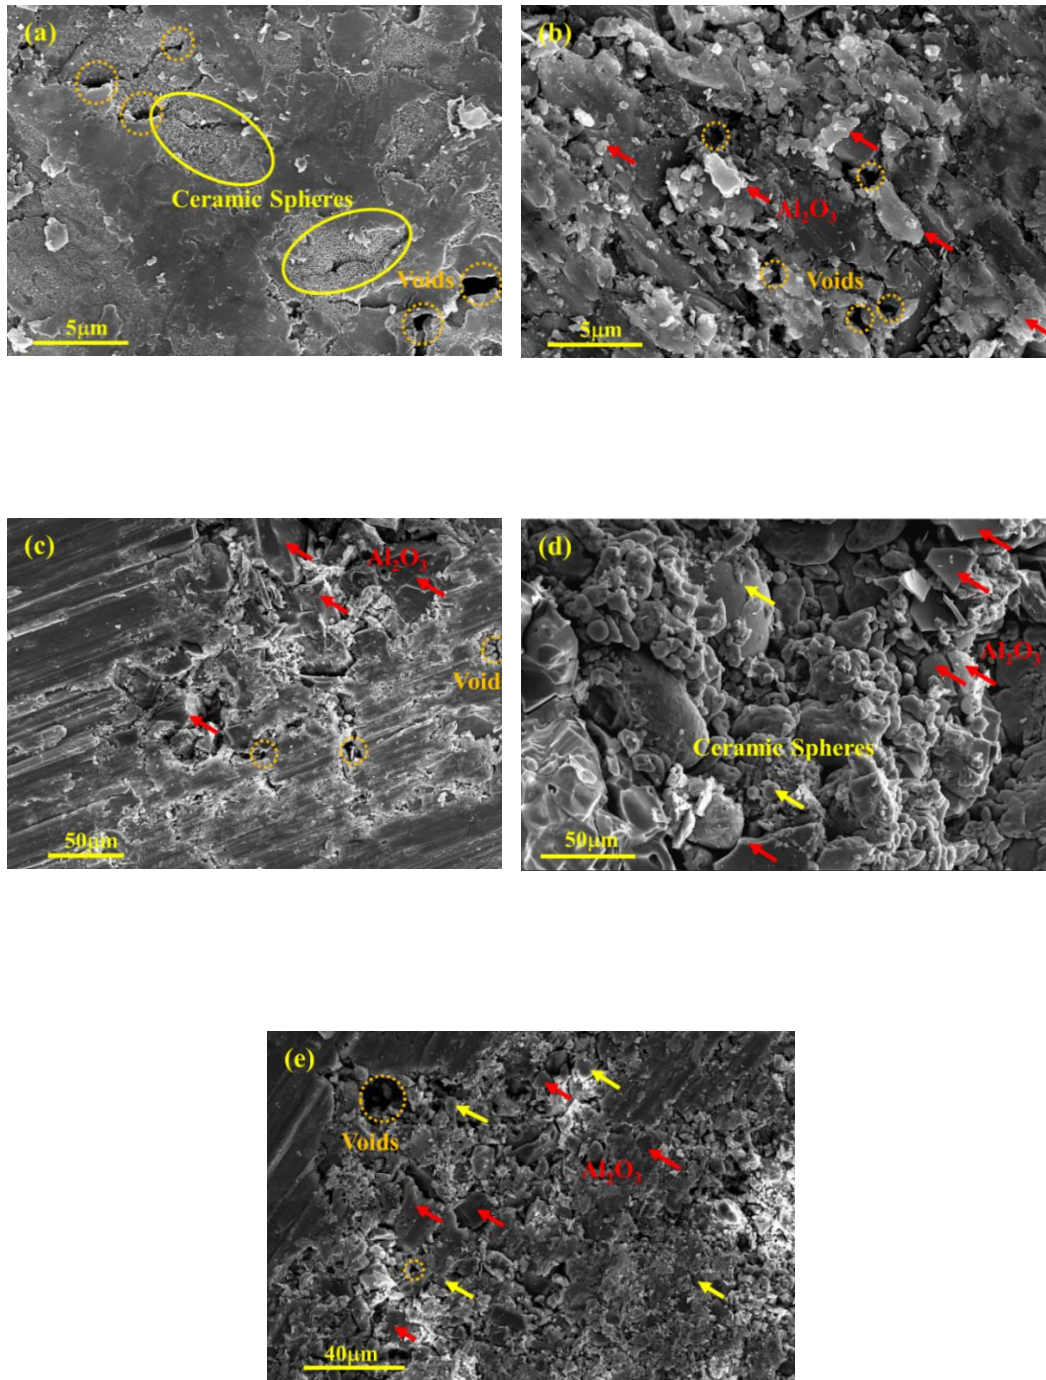 (a)
Ceramic Spheres
Voids
5μm
(b)
Al₂O₃
Voids
5μm
(c)
Al₂O₃
Void
50μm
(d)
Al₂O₃
Ceramic Spheres
50μm
(e)
Voids
Al₂O₃
40μm